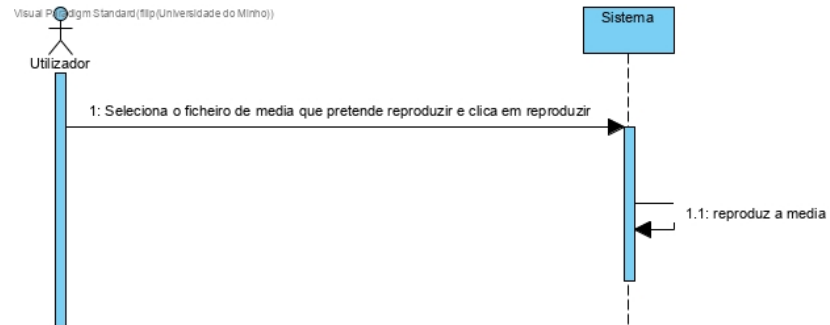 Visual Paradigm Standard(filip(Universidade do Minho))
Sistema
Utilizador
1: Seleciona o ficheiro de media que pretende reproduzir e clica em reproduzir
1.1: reproduz a media